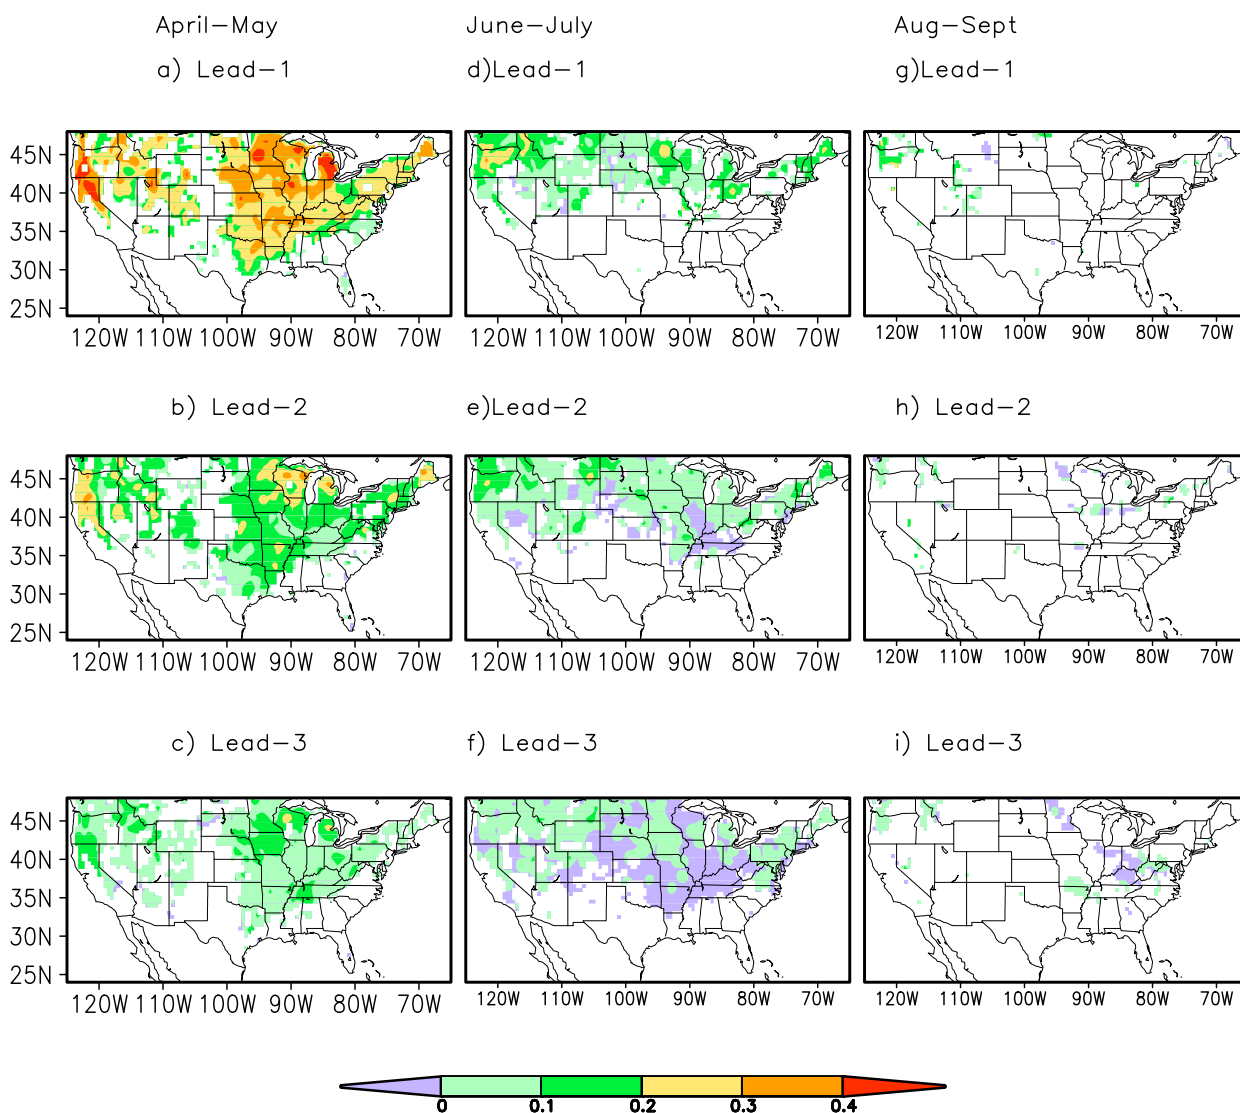 April-May June-July Aug-Sept
a) Lead-1 d)Lead-1 g)Lead-1
45N
40N
35N
30N
25N
120W 110W 100W 90W 80W 70W 120W 110W 100W 90W 80W 70W 120W 110W 100W 90W 80W 70W
b) Lead-2 e)Lead-2 h) Lead-2
45N
40N
35N
30N
25N
120W 110W 100W 90W 80W 70W 120W 110W 100W 90W 80W 70W 120W 110W 100W 90W 80W 70W
c) Lead-3 f) Lead-3 i) Lead-3
45N
40N
35N
30N
25N
120W 110W 100W 90W 80W 70W 120W 110W 100W 90W 80W 70W 120W 110W 100W 90W 80W 70W
0 0.1 0.2 0.3 0.4